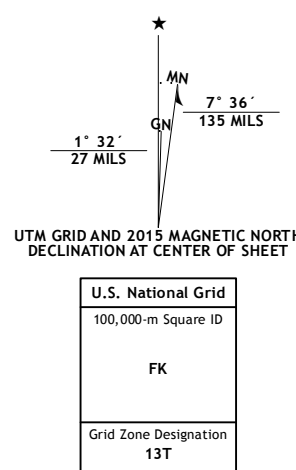 ★
MN
7° 36´
135 MILS
GN
1° 32´
27 MILS
UTM GRID AND 2015 MAGNETIC NORTH
DECLINATION AT CENTER OF SHEET
U.S. National Grid
100,000-m Square ID
FK
Grid Zone Designation
13T